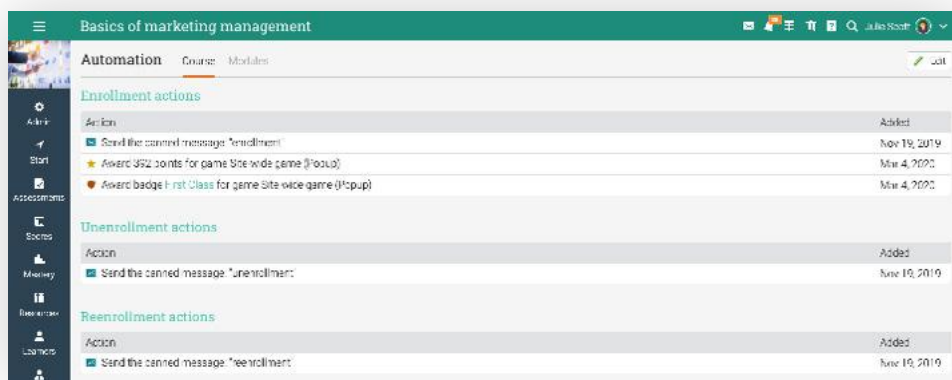 Basics of marketing management
Julie Scott
Automation Course Modules
Edit
Admin
Start
Assessments
Scores
Mastery
Resources
Learners
Enrollment actions
Action Added
Send the canned message: "enrollment" Nov 19, 2019
Award 392 points for game Site-wide game (Popup) Mar 4, 2020
Award badge First Class for game Site-wide game (Popup) Mar 4, 2020
Unenrollment actions
Action Added
Send the canned message: "unenrollment" Nov 19, 2019
Reenrollment actions
Action Added
Send the canned message: "reenrollment" Nov 19, 2019